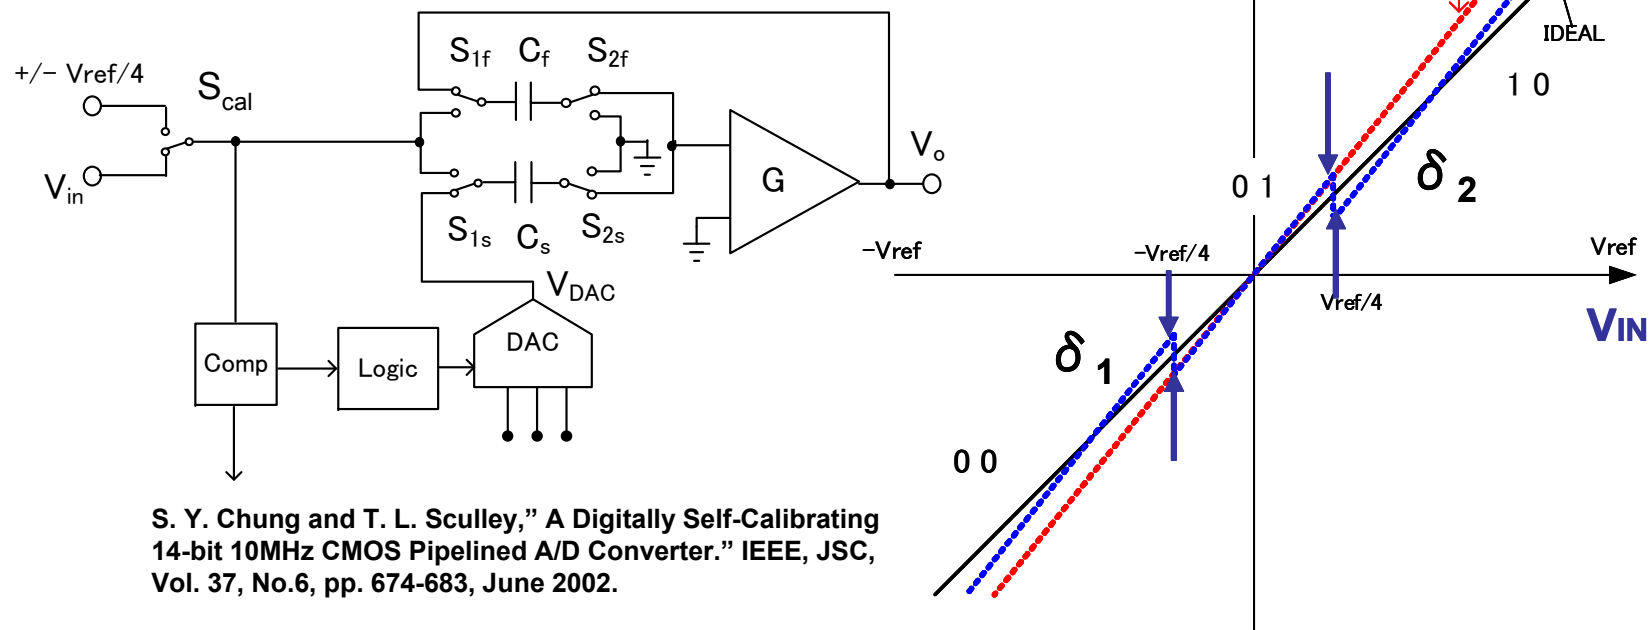 +/- Vref/4
Scal
Vin
S1f
Cf
S2f
S1s
Cs
S2s
G
Vo
VDAC
DAC
Comp
Logic
S. Y. Chung and T. L. Sculley,” A Digitally Self-Calibrating
14-bit 10MHz CMOS Pipelined A/D Converter.” IEEE, JSC,
Vol. 37, No.6, pp. 674-683, June 2002.
IDEAL
1 0
0 1
δ 2
-Vref
-Vref/4
Vref
Vref/4
VIN
δ 1
0 0